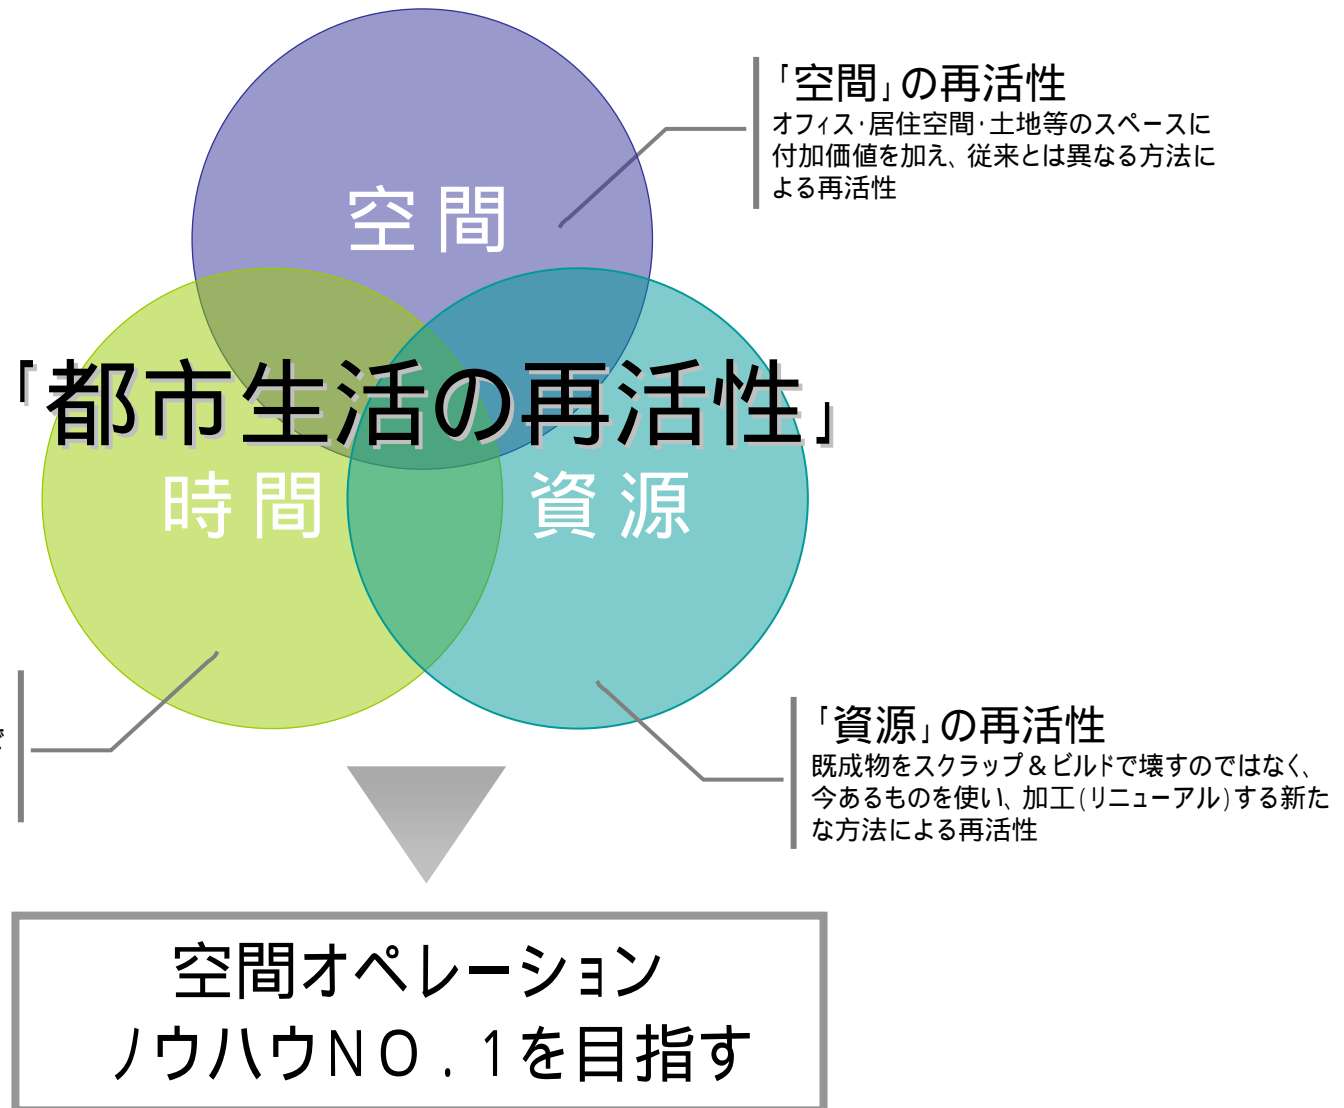 「空間」の再活性
オフィス・居住空間・土地等のスペースに
付加価値を加え、従来とは異なる方法に
よる再活性
空間
「都市生活の再活性」
時間
資源
「資源」の再活性
既成物をスクラップ＆ビルドで壊すのではなく、
今あるものを使い、加工(リニューアル)する新た
な方法による再活性
空間オペレーション
ノウハウNO．1を目指す